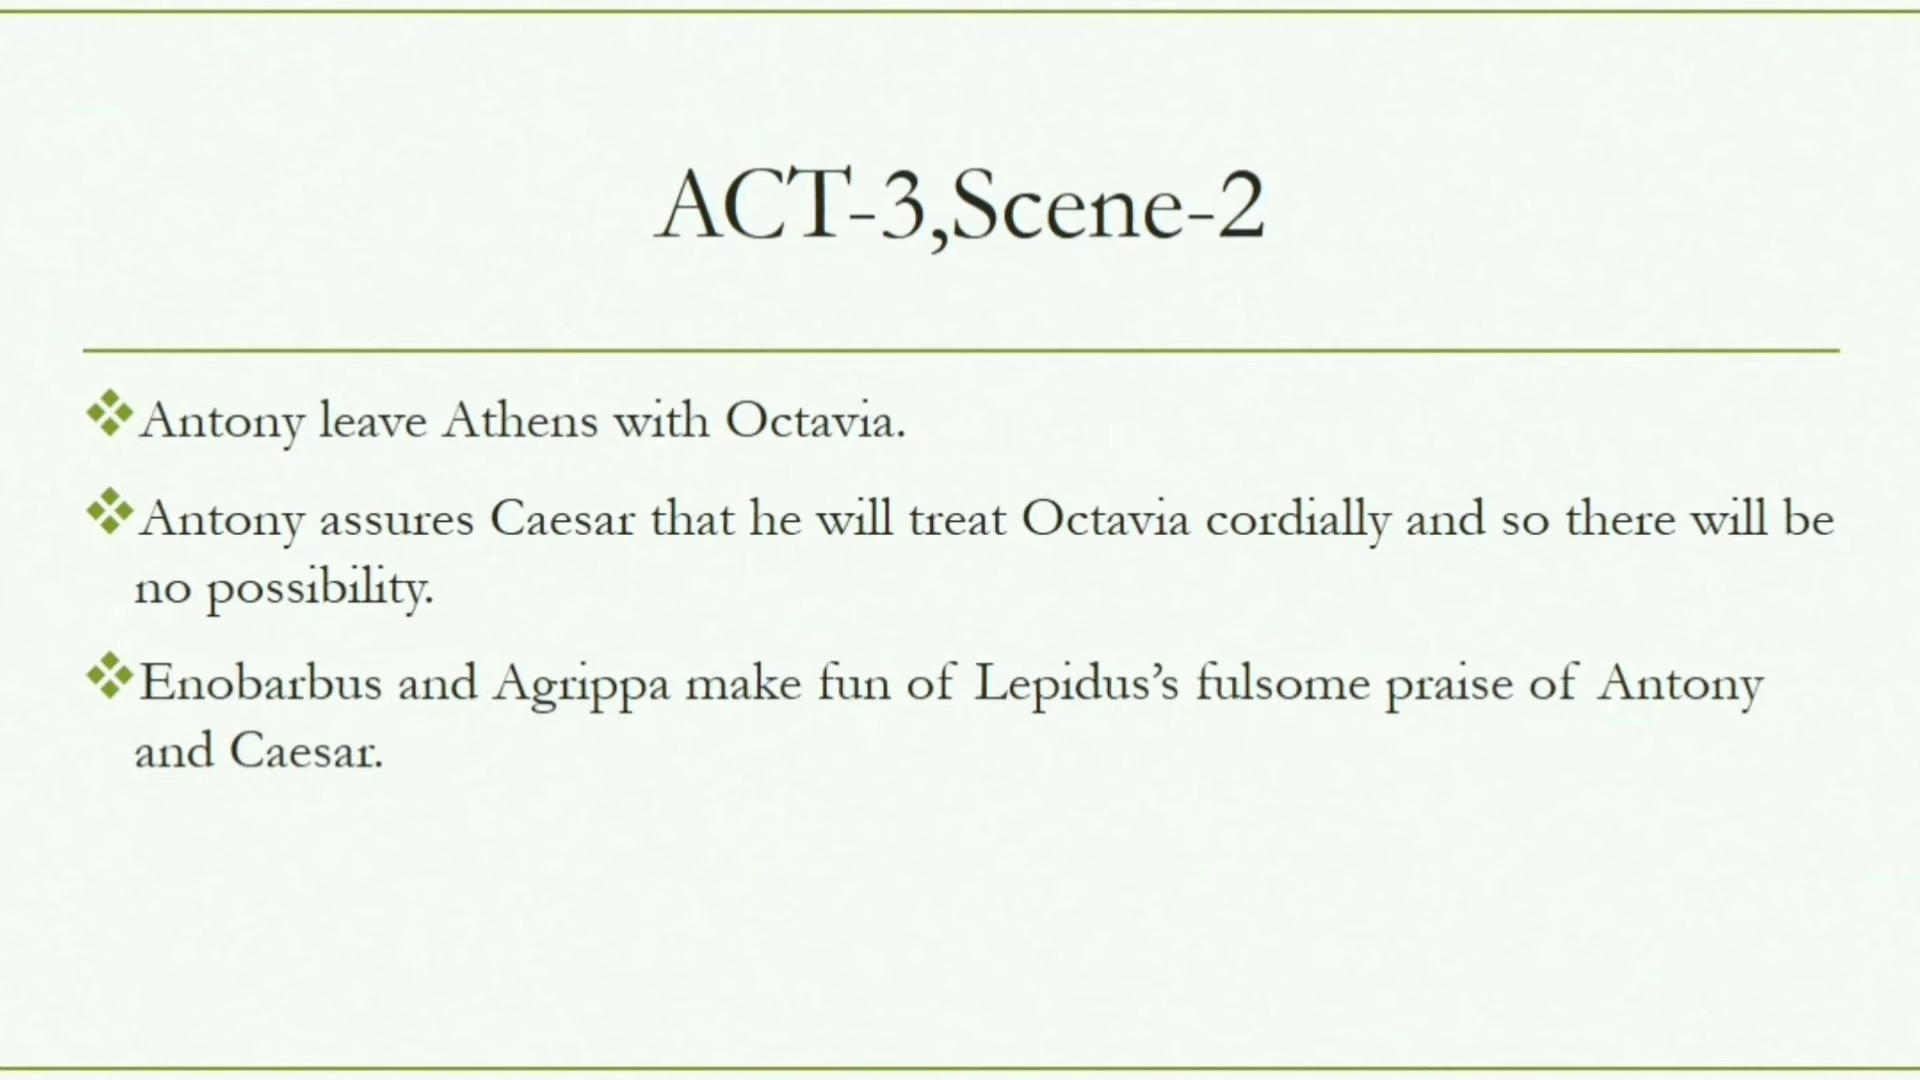 ACT-3,Scene-2
Antony leave Athens with Octavia.
Antony assures Caesar that he will treat Octavia cordially and so there will be
no possibility.
Enobarbus and Agrippa make fun of Lepidus’s fulsome praise of Antony
and Caesar.